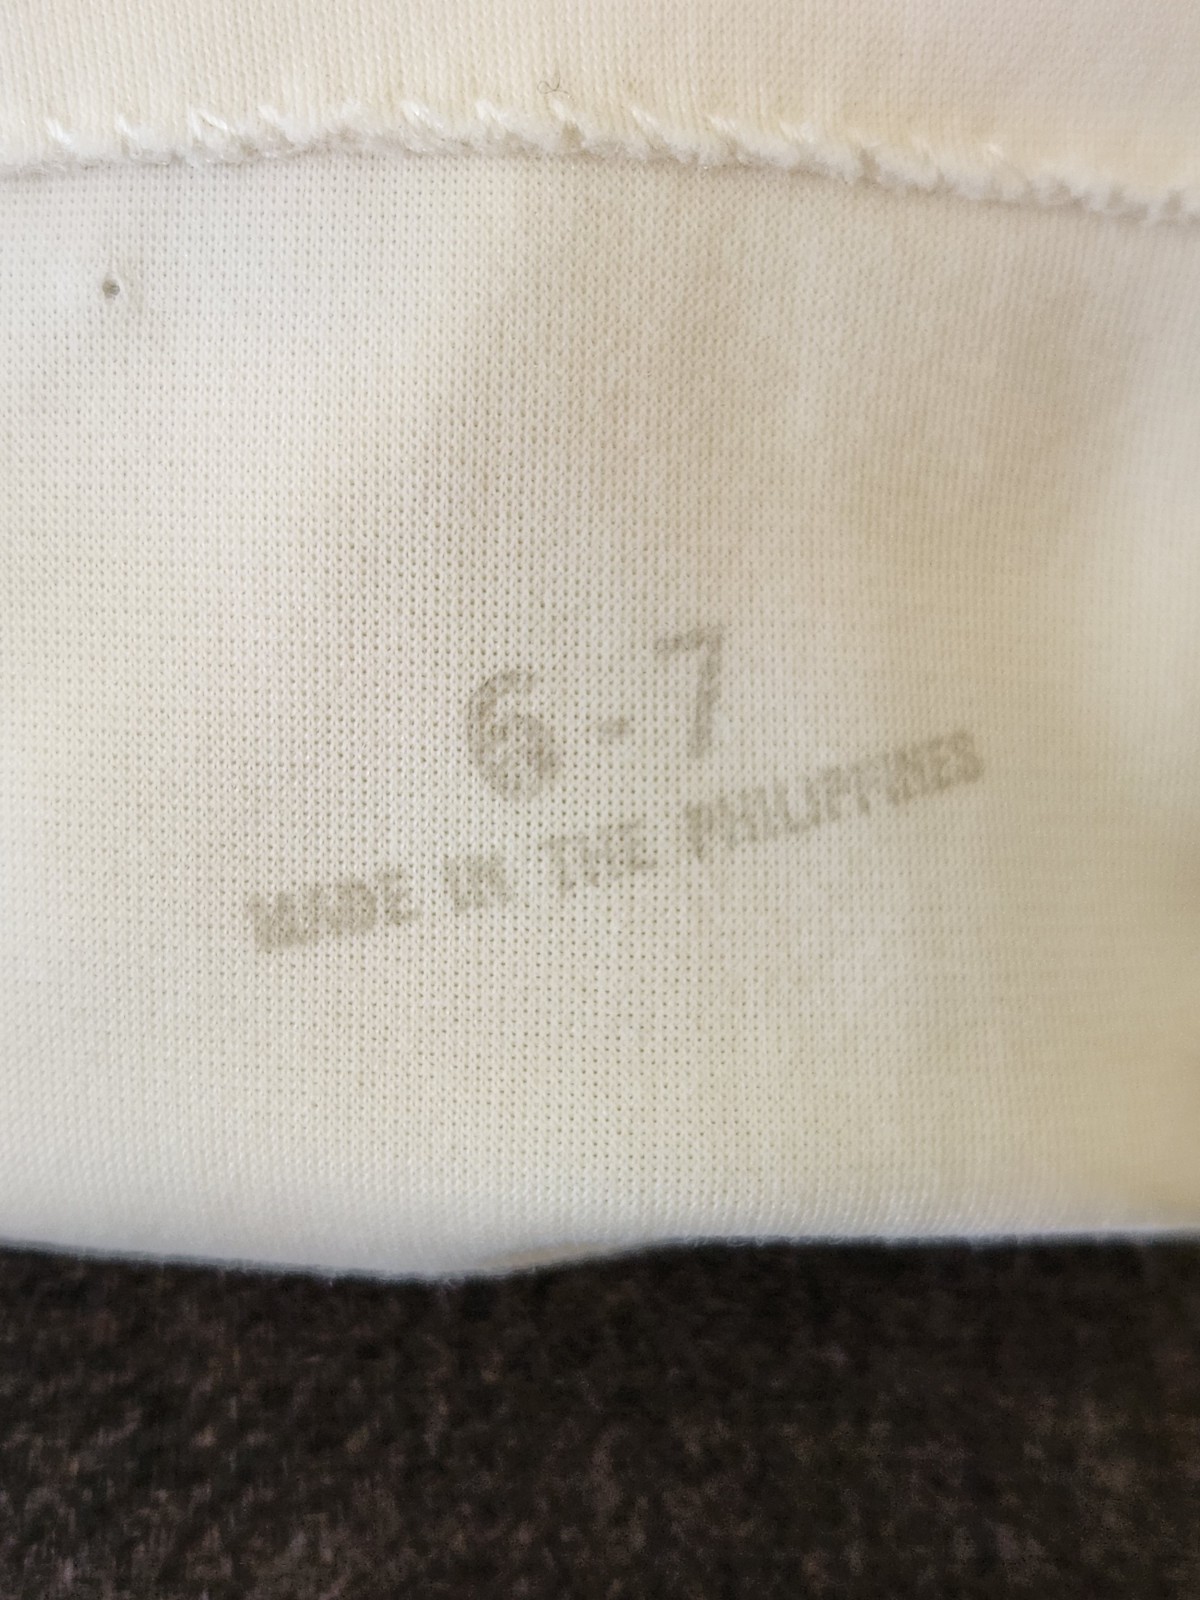 6 - 7
MADE IN THE PHILIPPINES